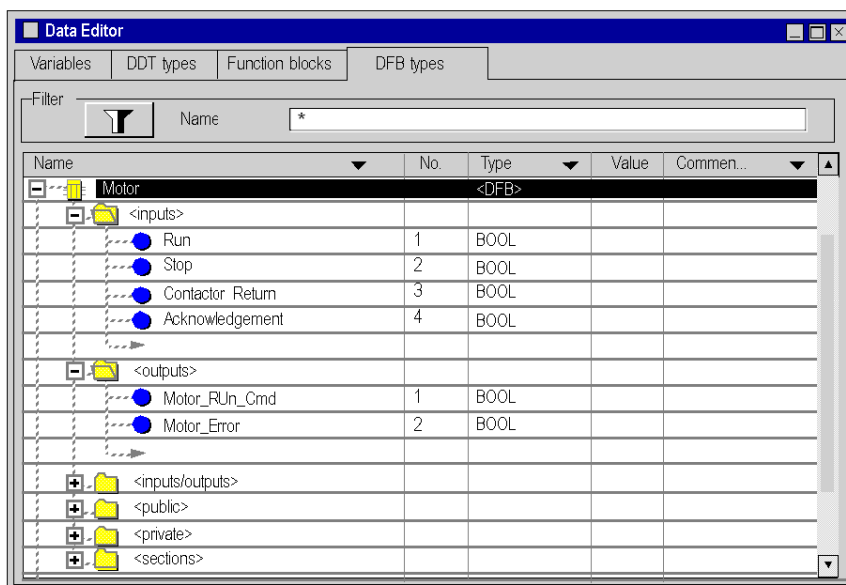 Data Editor
Variables DDT types Function blocks DFB types
Filter
Name *
Name No. Type Value Commen...
Motor <DFB>
<inputs>
Run 1 BOOL
Stop 2 BOOL
Contactor Return 3 BOOL
Acknowledgement 4 BOOL
<outputs>
Motor_RUn_Cmd 1 BOOL
Motor_Error 2 BOOL
<inputs/outputs>
<public>
<private>
<sections>